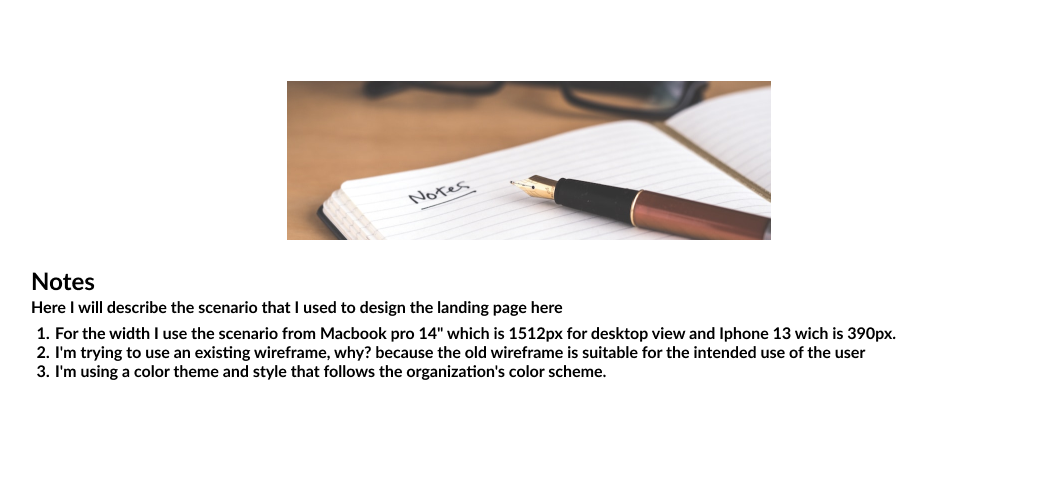 Notes
Notes
Here I will describe the scenario that I used to design the landing page here
1. For the width I use the scenario from Macbook pro 14" which is 1512px for desktop view and Iphone 13 wich is 390px.
2. I'm trying to use an existing wireframe, why? because the old wireframe is suitable for the intended use of the user
3. I'm using a color theme and style that follows the organization's color scheme.